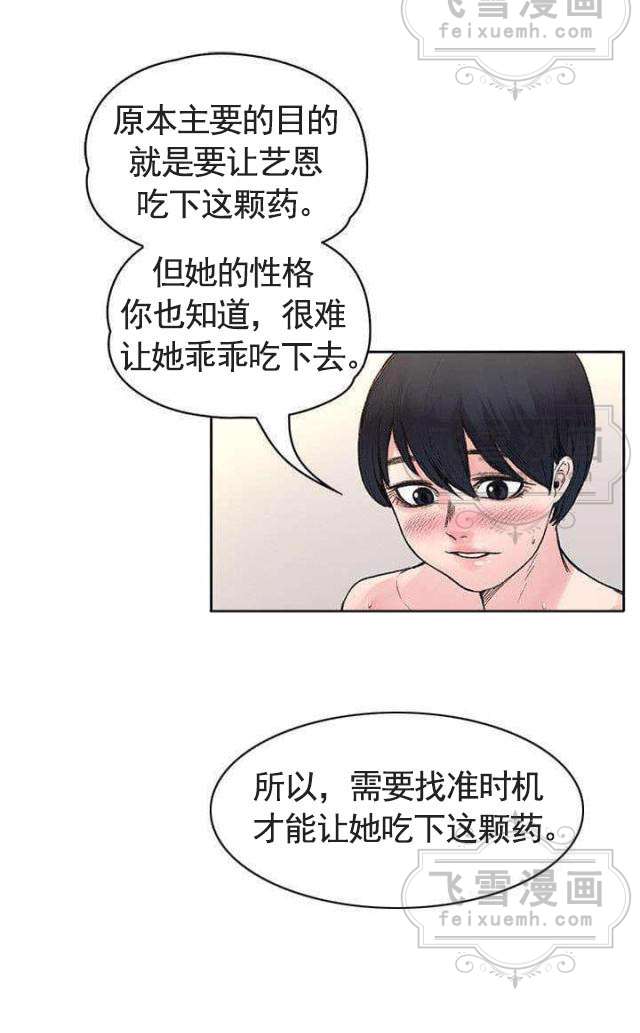 飞雪漫画
feixuemh.com
原本主要的目的
就是要让艺恩
吃下这颗药。
但她的性格
你也知道，很难
让她乖乖吃下去。
所以，需要找准时机
才能让她吃下这颗药。
飞雪漫画
feixuemh.com